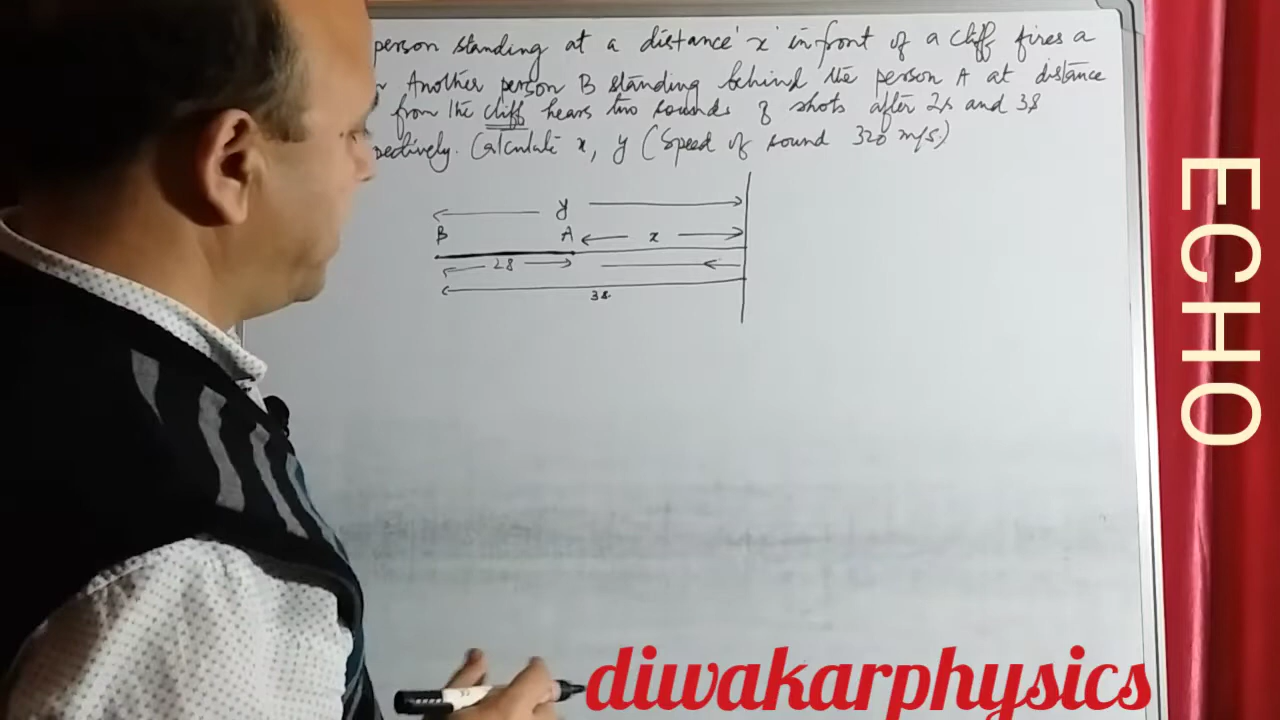 person standing at a distance 'x' in front of a cliff fires a
Another person B standing behind the person A at distance
from the cliff hears two sounds of shots after 2s and 3s
pectively. Calculate x, y (Speed of sound 320 m/s)
y
B A x
2s
3s
ECHO
diwakarphysics